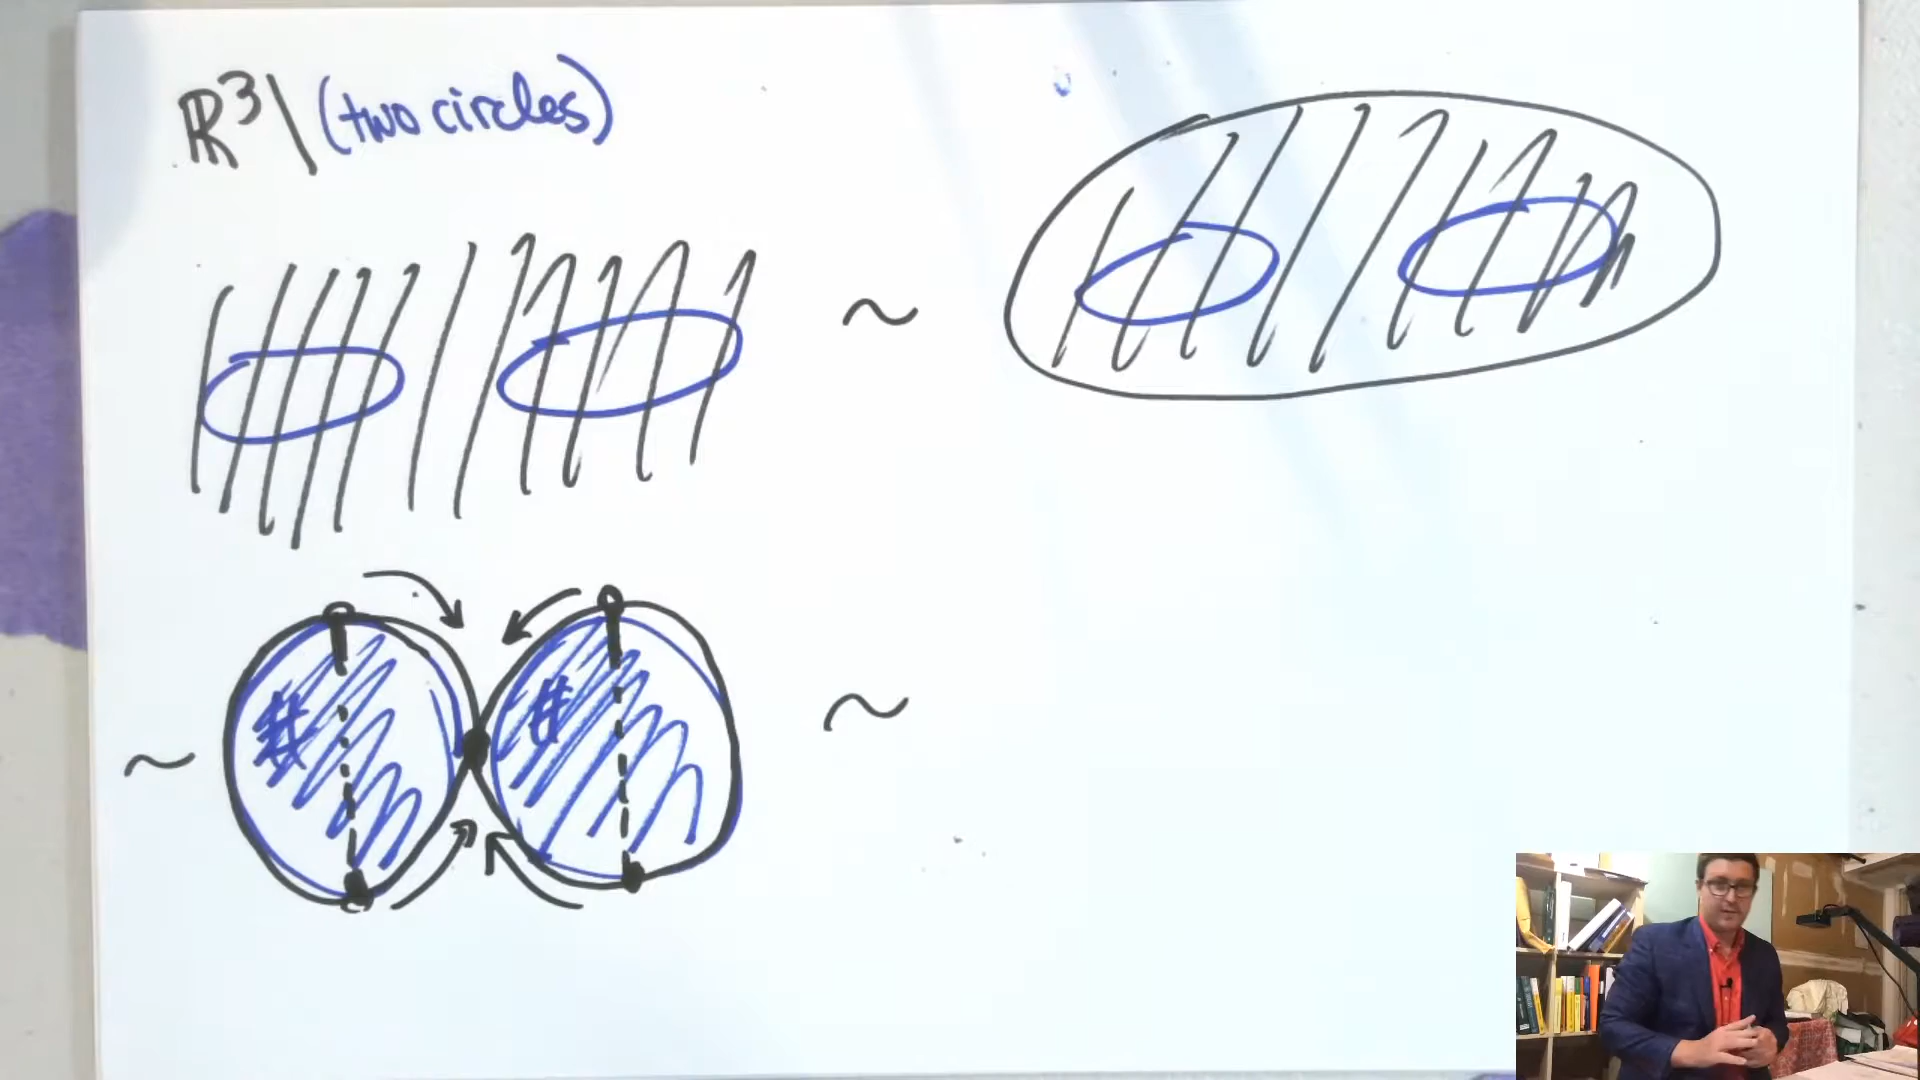 ℝ³\(two circles)
~
~ ~